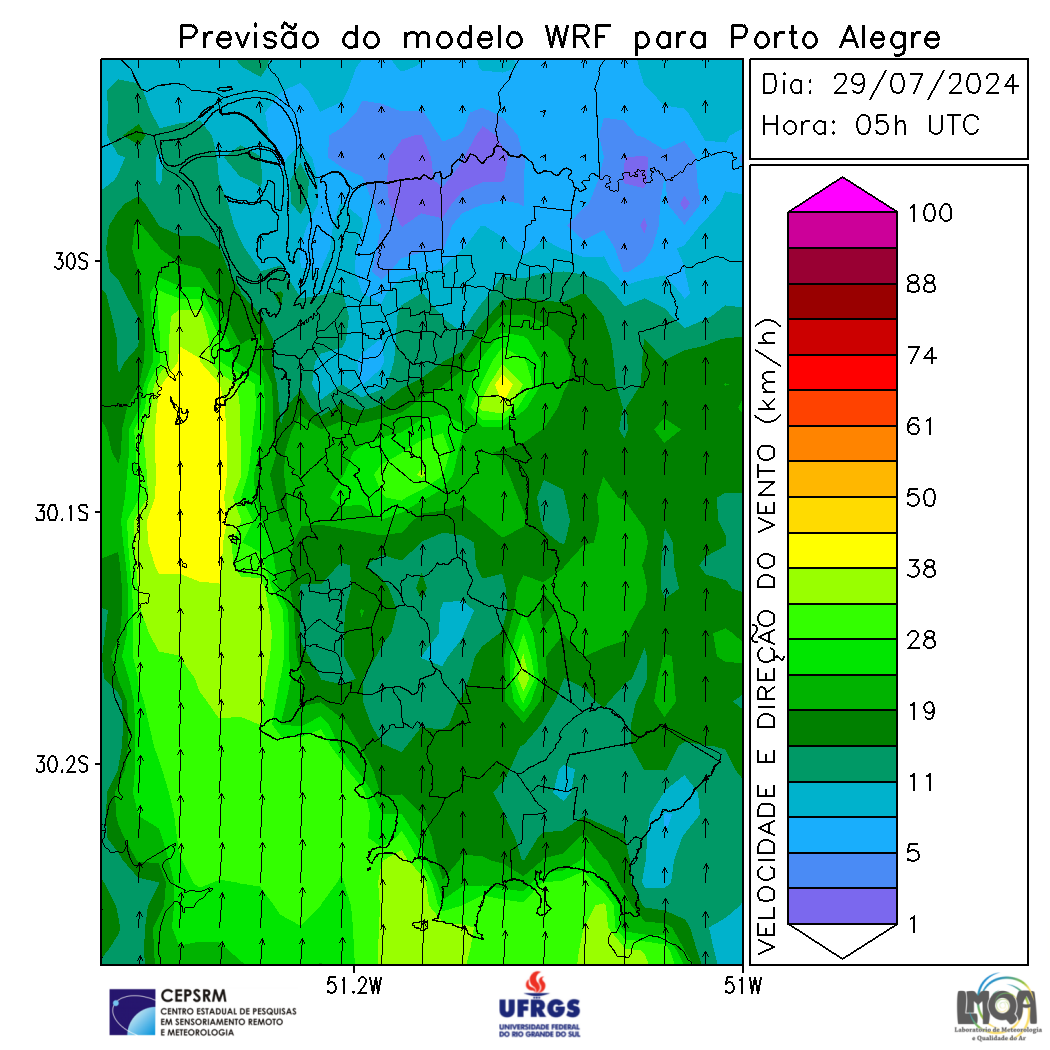 Previsão do modelo WRF para Porto Alegre
Dia: 29/07/2024
Hora: 05h UTC
30S
30.1S
30.2S
51.2W
51W
VELOCIDADE E DIREÇÃO DO VENTO (km/h)
100
88
74
61
50
38
28
19
11
5
1
CEPSRM
CENTRO ESTADUAL DE PESQUISAS
EM SENSORIAMENTO REMOTO
E METEOROLOGIA
UFRGS
UNIVERSIDADE FEDERAL
DO RIO GRANDE DO SUL
LMQA
Laboratório de Meteorologia
e Qualidade do Ar